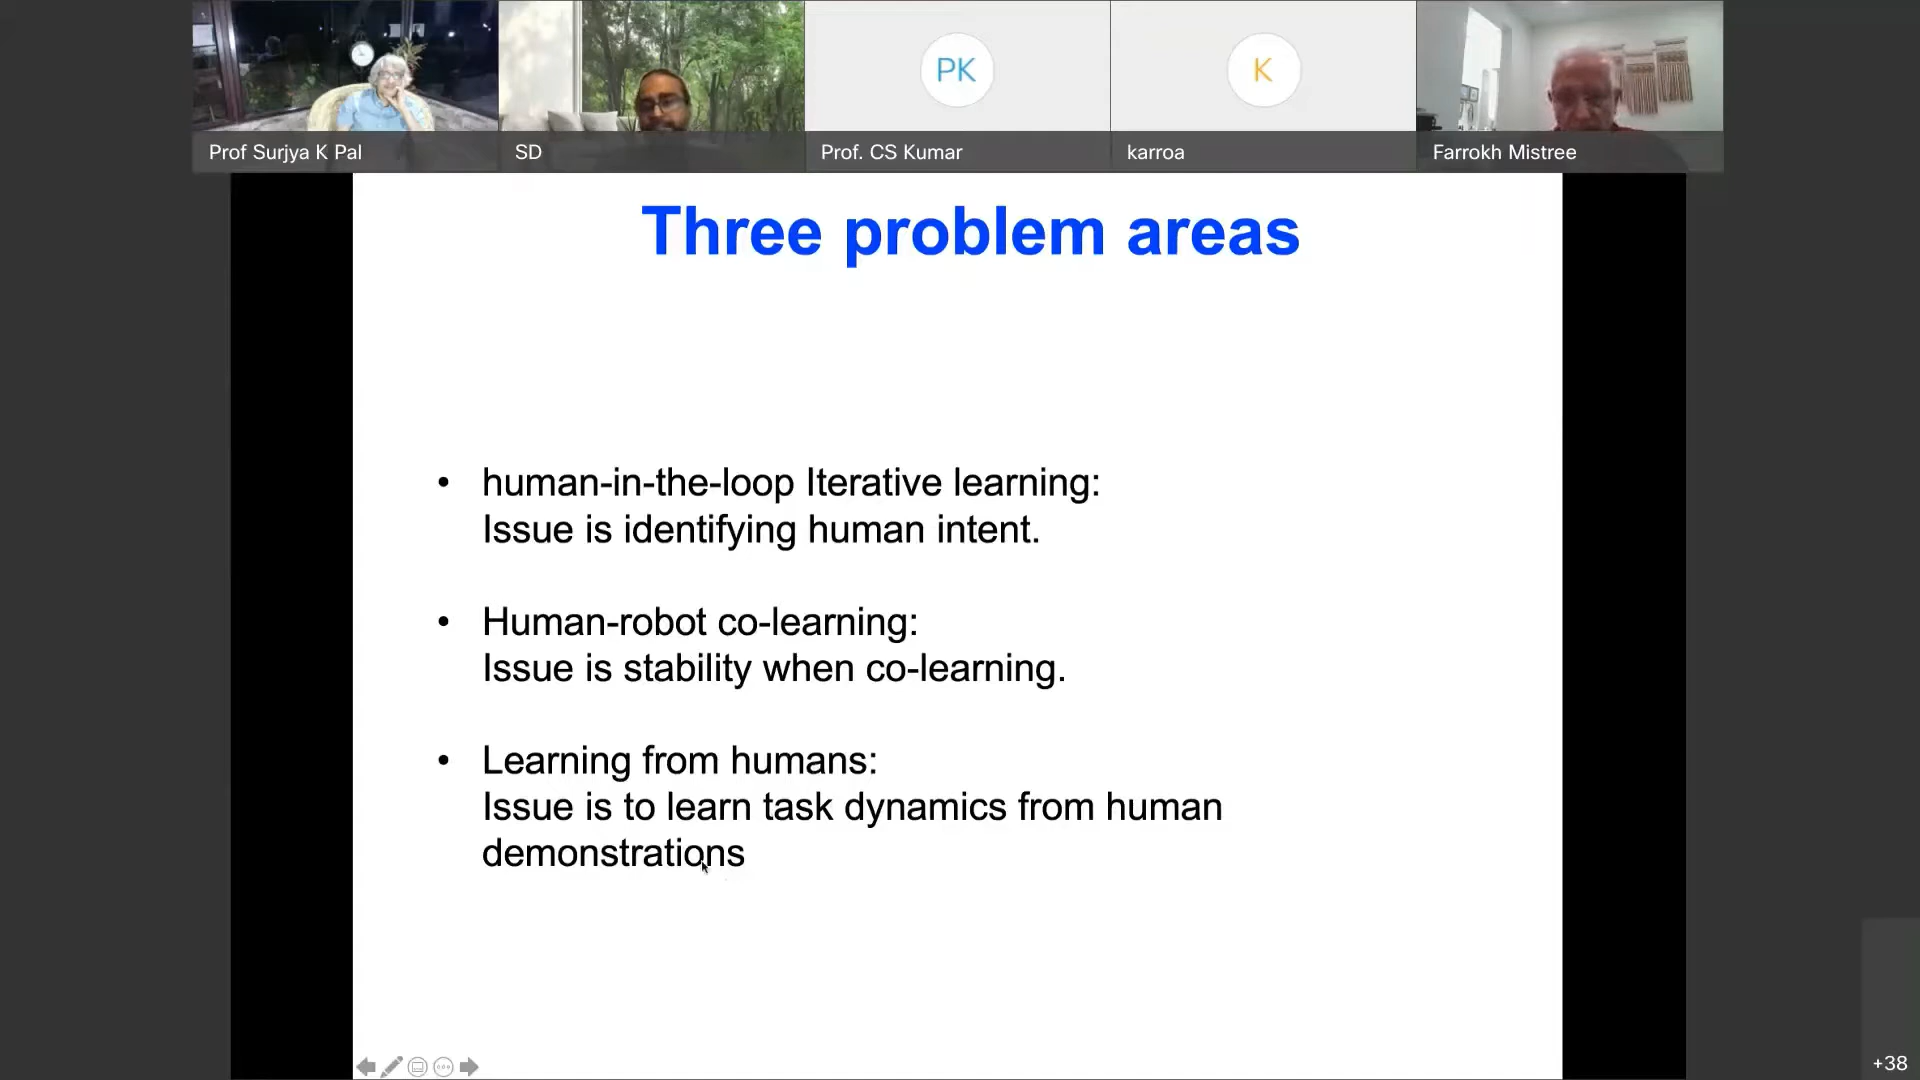 PK
K
Prof Surjya K Pal
SD
Prof. CS Kumar
karroa
Farrokh Mistree
Three problem areas
• human-in-the-loop Iterative learning:
Issue is identifying human intent.
• Human-robot co-learning:
Issue is stability when co-learning.
• Learning from humans:
Issue is to learn task dynamics from human
demonstrations
+38